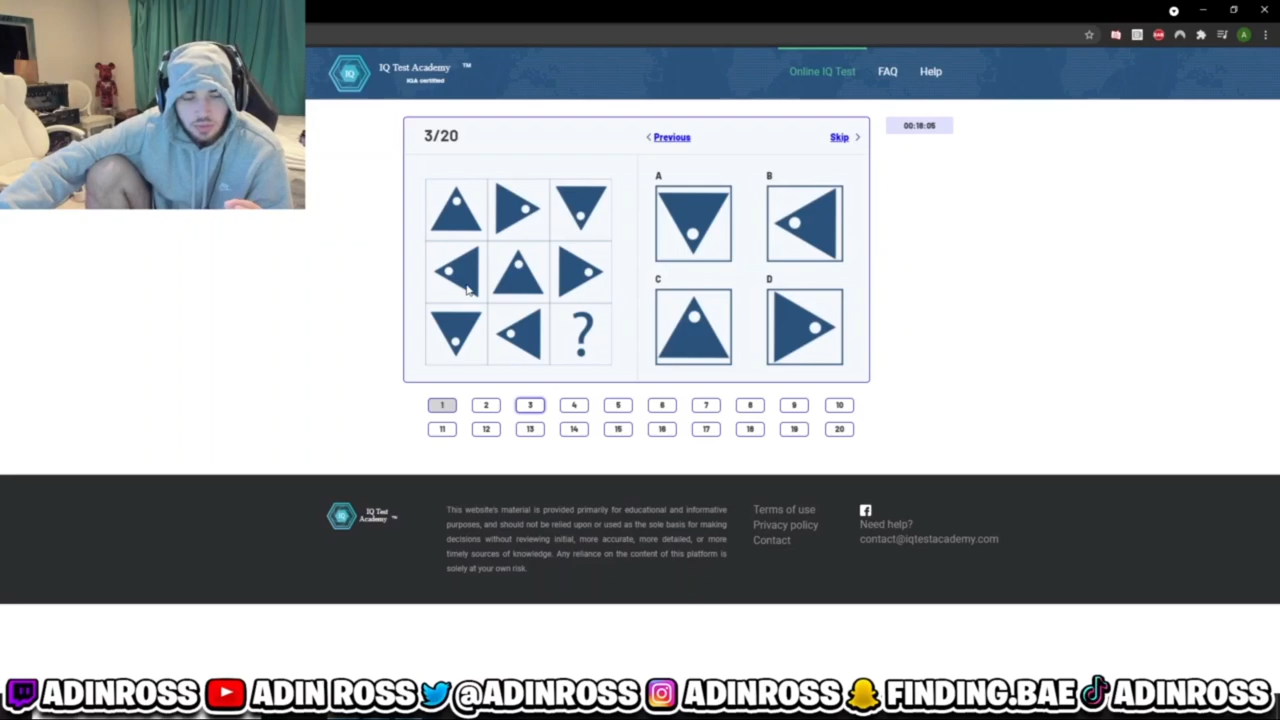 IQ Test Academy ™
IQA certified
IQ
Online IQ Test
FAQ
Help
3/20
Previous
Skip
00:18:05
A
B
C
D
?
1 2 3 4 5 6 7 8 9 10
11 12 13 14 15 16 17 18 19 20
IQ
IQ Test
Academy ™
This website's material is provided primarily for educational and informative
purposes, and should not be relied upon or used as the sole basis for making
decisions without reviewing initial, more accurate, more detailed, or more
timely sources of knowledge. Any reliance on the content of this platform is
solely at your own risk.
Terms of use
Privacy policy
Contact
Need help?
contact@iqtestacademy.com
ADINROSS ADIN ROSS @ADINROSS ADINROSS FINDING.BAE ADINROSS